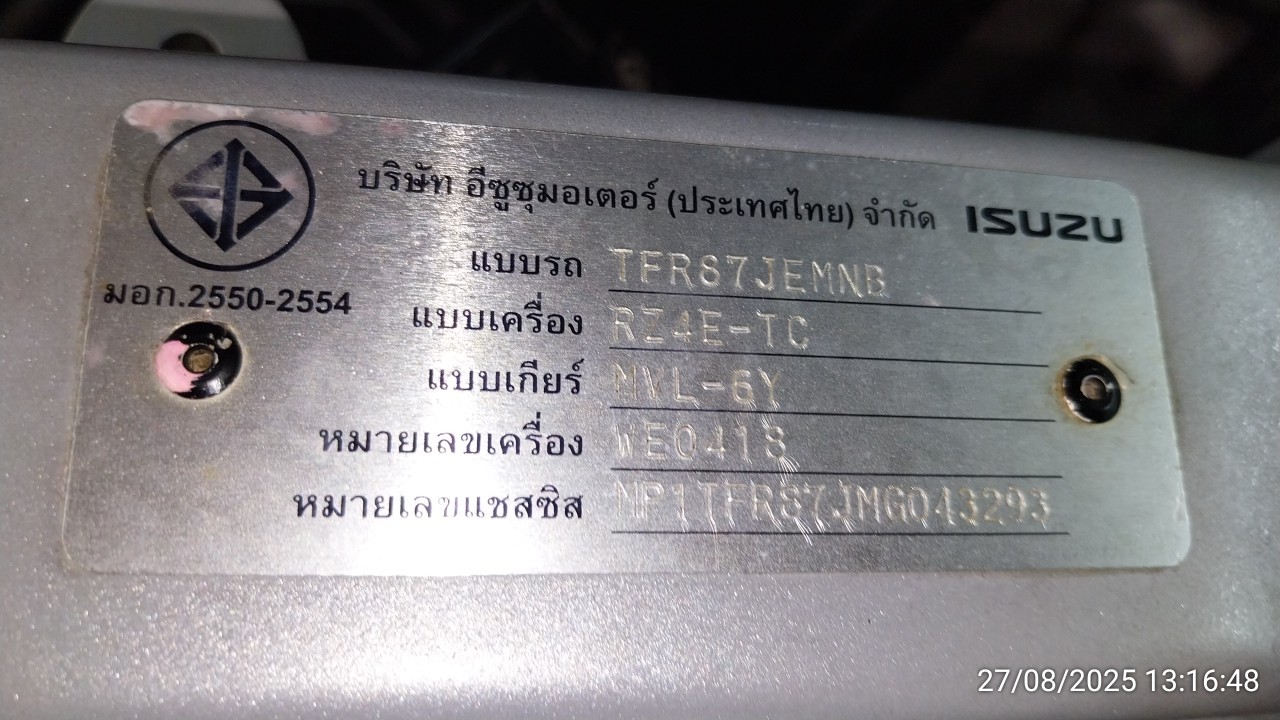 บริษัท อีซูซุมอเตอร์ (ประเทศไทย) จำกัด ISUZU
มอก.2550-2554
แบบรถ TFR87JEMNB
แบบเครื่อง RZ4E-TC
แบบเกียร์ MVL-6Y
หมายเลขเครื่อง WE0418
หมายเลขแชสซิส MP1TFR87JMG043293
27/08/2025 13:16:48